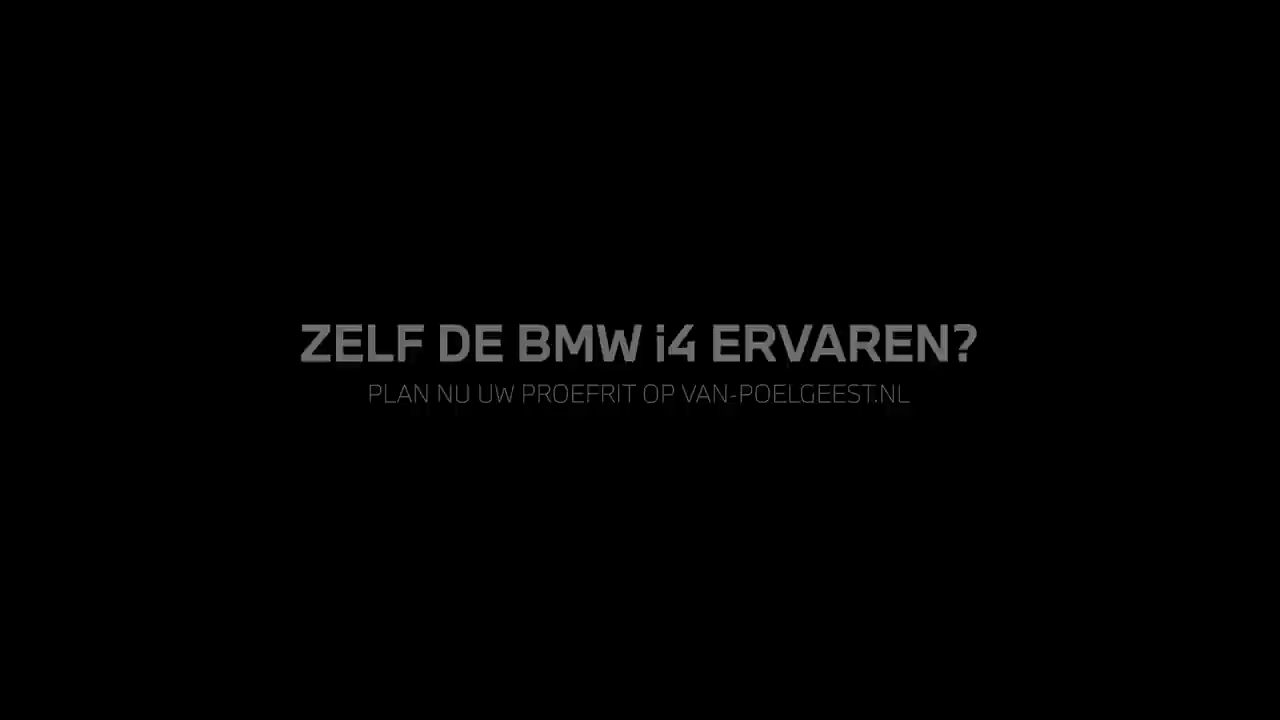 ZELF DE BMW i4 ERVAREN?
PLAN NU UW PROEFRIT OP VAN-POELGEEST.NL